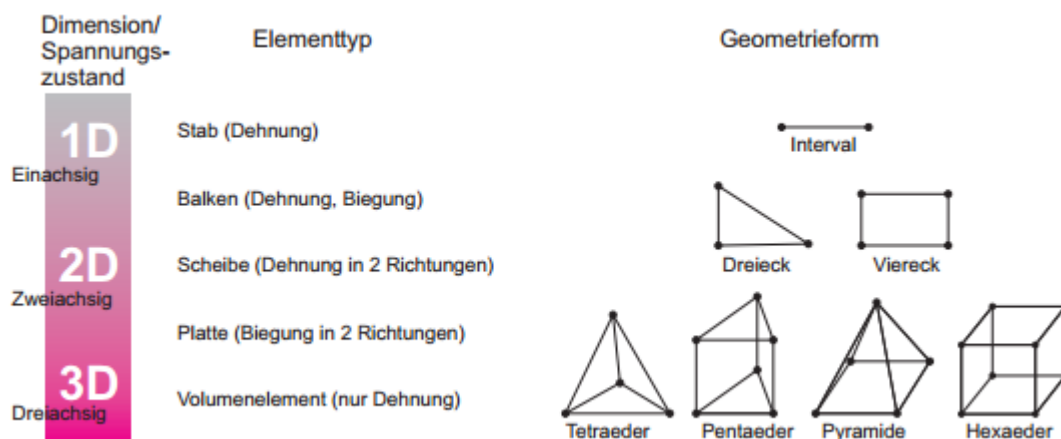 Dimension/
Spannungs-
zustand
Elementtyp
Geometrieform
1D
Einachsig
Stab (Dehnung)
Interval
Balken (Dehnung, Biegung)
2D
Zweiachsig
Scheibe (Dehnung in 2 Richtungen)
Dreieck
Viereck
Platte (Biegung in 2 Richtungen)
3D
Dreiachsig
Volumenelement (nur Dehnung)
Tetraeder
Pentaeder
Pyramide
Hexaeder